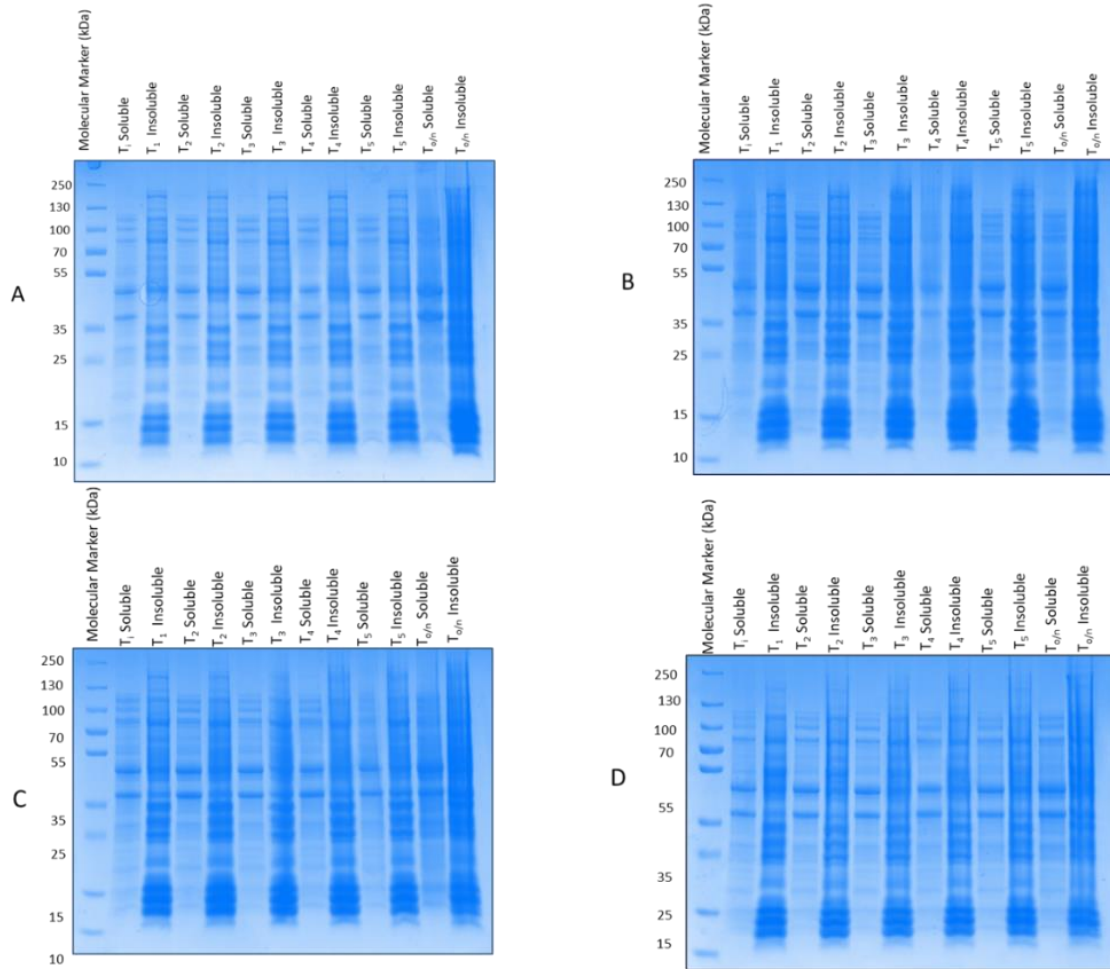 Molecular Marker (kDa)
T₁ Soluble
T₁ Insoluble
T₂ Soluble
T₂ Insoluble
T₃ Soluble
T₃ Insoluble
T₄ Soluble
T₄ Insoluble
T₅ Soluble
T₅ Insoluble
Tₒ/ₙ Soluble
Tₒ/ₙ Insoluble
250
130
100
70
55
35
25
15
10
A
Molecular Marker (kDa)
Tᵢ Soluble
T₁ Insoluble
T₂ Soluble
T₂ Insoluble
T₃ Soluble
T₃ Insoluble
T₄ Soluble
T₄ Insoluble
T₅ Soluble
T₅ Insoluble
Tₒ/ₙ Soluble
Tₒ/ₙ Insoluble
250
130
100
70
55
35
25
15
10
B
Molecular Marker (kDa)
Tᵢ Soluble
T₁ Insoluble
T₂ Soluble
T₂ Insoluble
T₃ Soluble
T₃ Insoluble
T₄ Soluble
T₄ Insoluble
T₅ Soluble
T₅ Insoluble
Tₒ/ₙ Soluble
Tₒ/ₙ Insoluble
250
130
100
70
55
35
25
15
10
C
Molecular Marker (kDa)
Tᵢ Soluble
T₁ Insoluble
T₂ Soluble
T₂ Insoluble
T₃ Soluble
T₃ Insoluble
T₄ Soluble
T₄ Insoluble
T₅ Soluble
T₅ Insoluble
Tₒ/ₙ Soluble
Tₒ/ₙ Insoluble
250
130
100
70
55
35
25
15
D